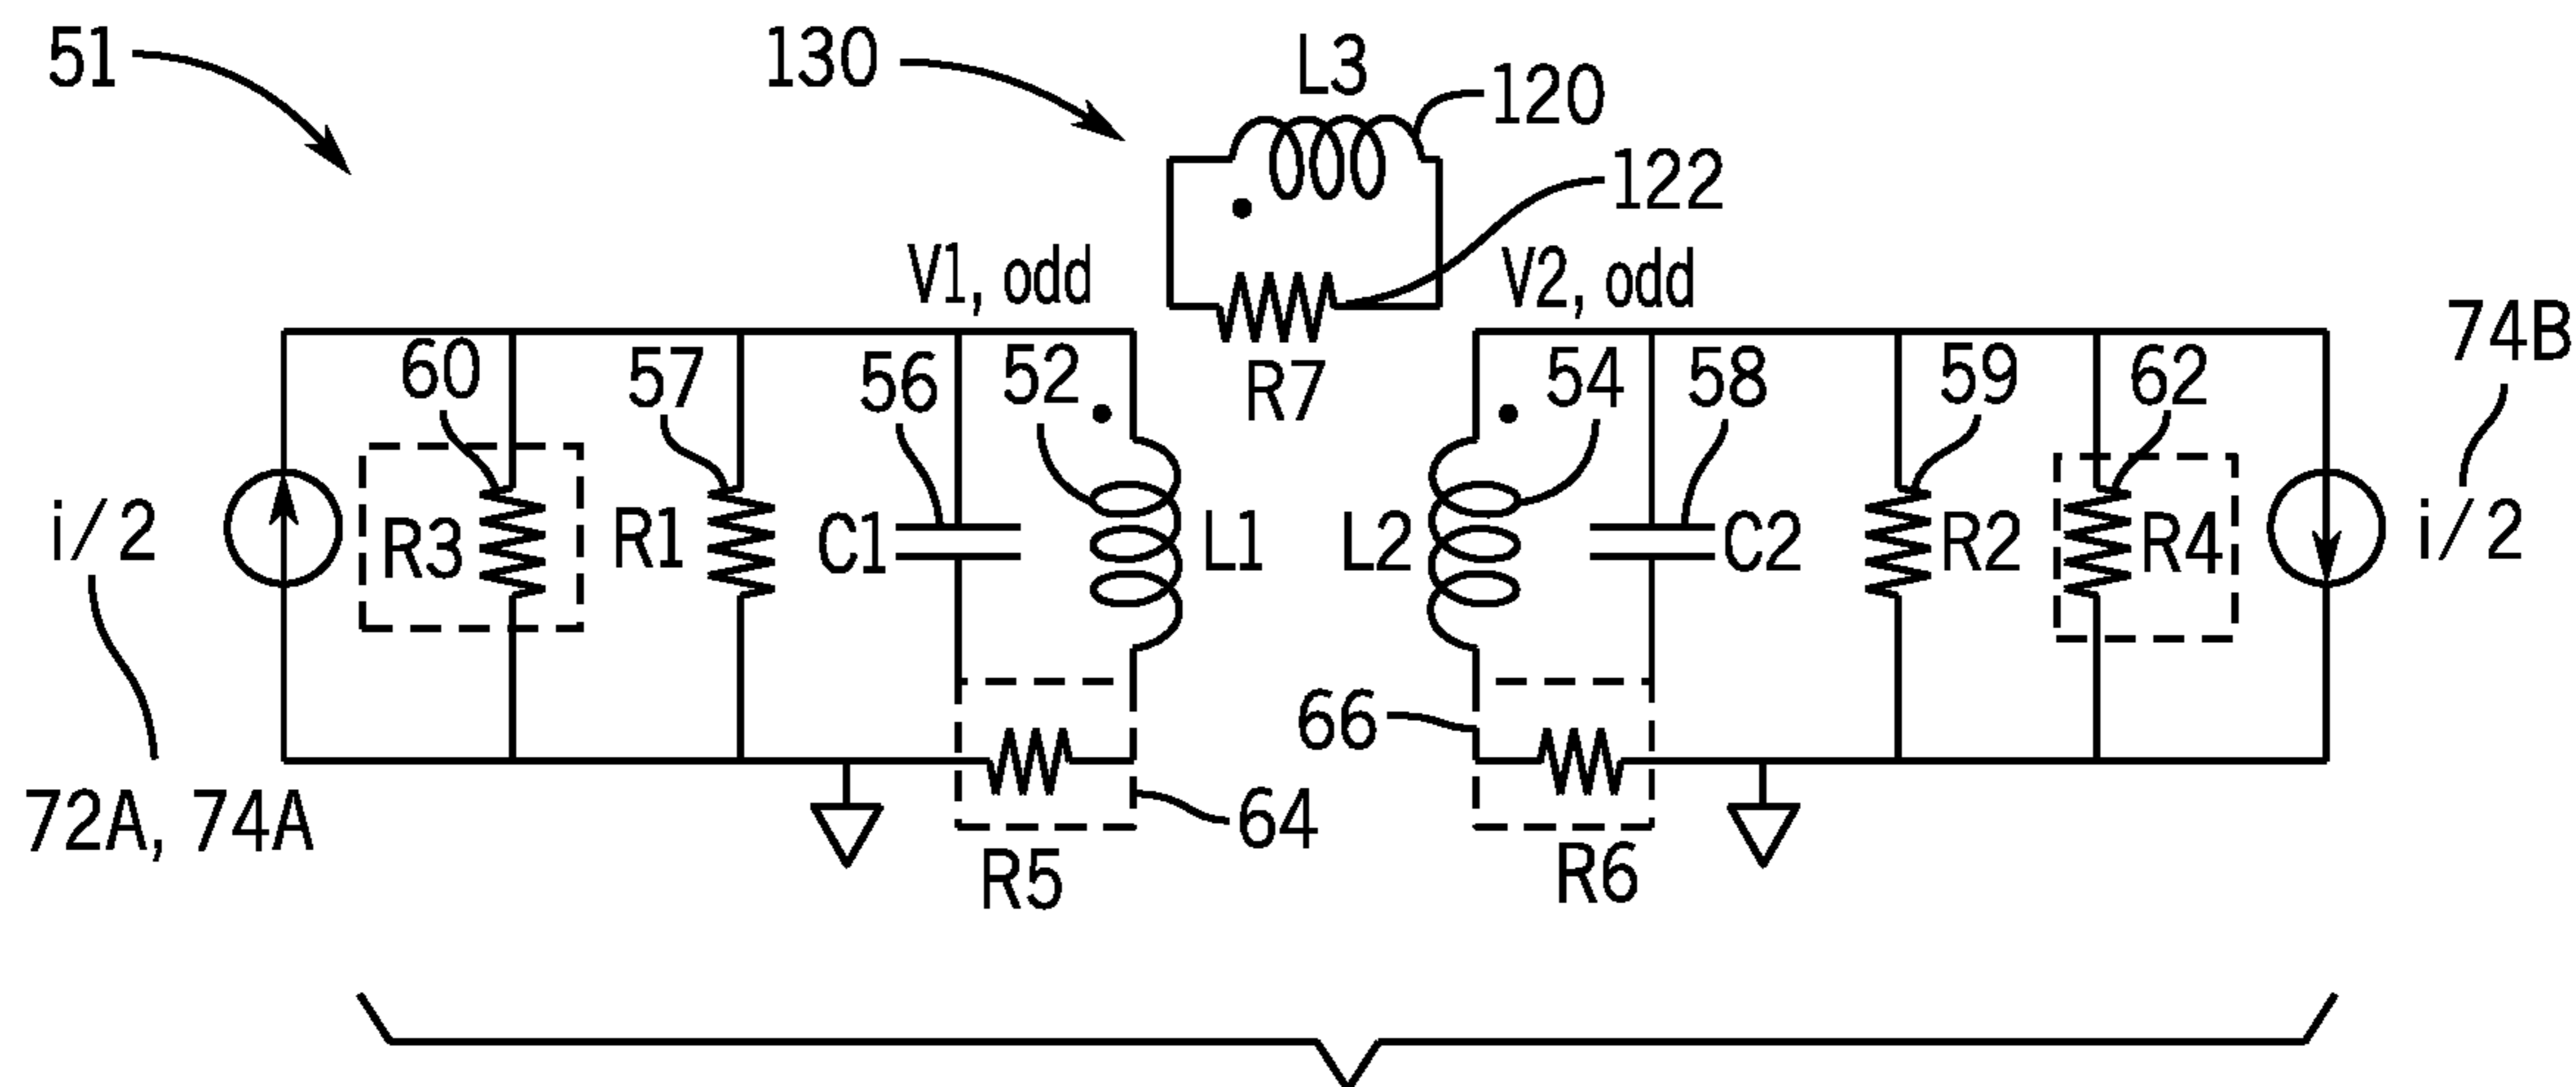 51
130
L3
120
122
V1, odd
V2, odd
R7
60
57
56
52
54
58
59
62
74B
i/2
R3
R1
C1
L1
L2
C2
R2
R4
i/2
72A, 74A
66
64
R5
R6